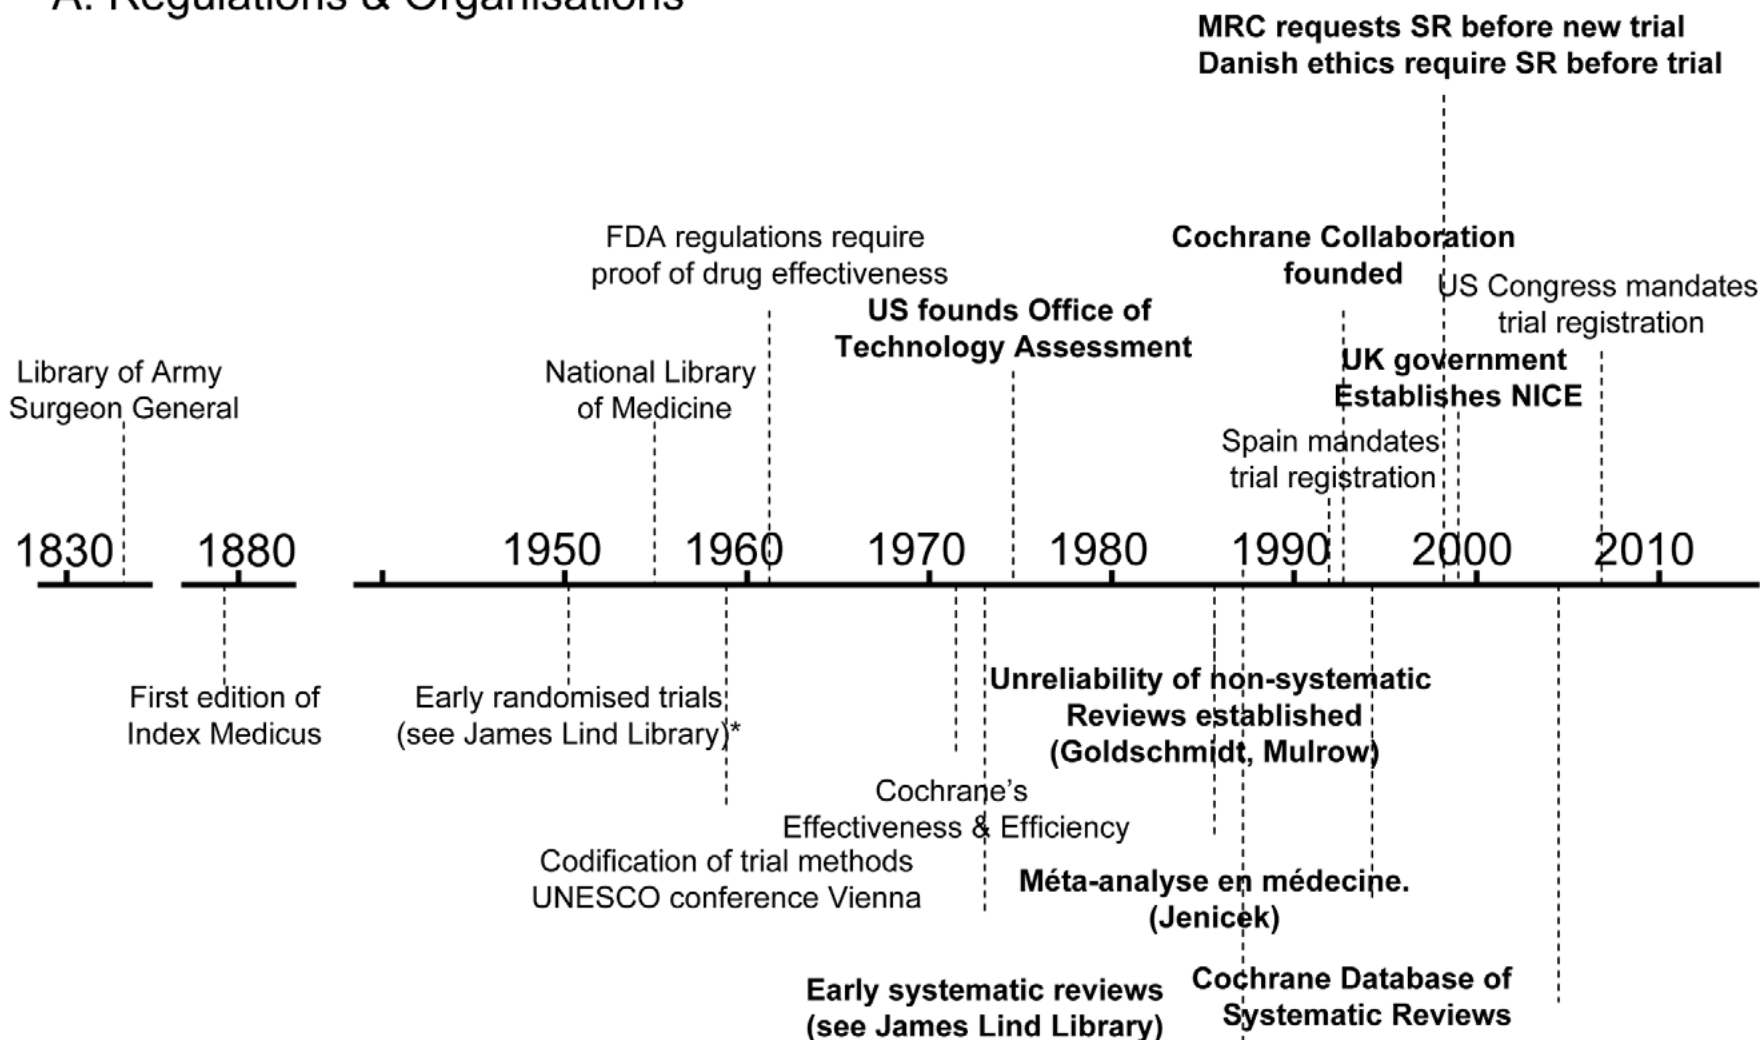 A. Regulations & Organisations
MRC requests SR before new trial
Danish ethics require SR before trial
FDA regulations require
proof of drug effectiveness
Cochrane Collaboration
founded
US Congress mandates
trial registration
US founds Office of
Technology Assessment
UK government
Establishes NICE
Library of Army
Surgeon General
National Library
of Medicine
Spain mandates
trial registration
1830 1880 1950 1960 1970 1980 1990 2000 2010
First edition of
Index Medicus
Early randomised trials
(see James Lind Library)*
Unreliability of non-systematic
Reviews established
(Goldschmidt, Mulrow)
Cochrane’s
Effectiveness & Efficiency
Codification of trial methods
UNESCO conference Vienna
Méta-analyse en médecine.
(Jenicek)
Early systematic reviews
(see James Lind Library)
Cochrane Database of
Systematic Reviews